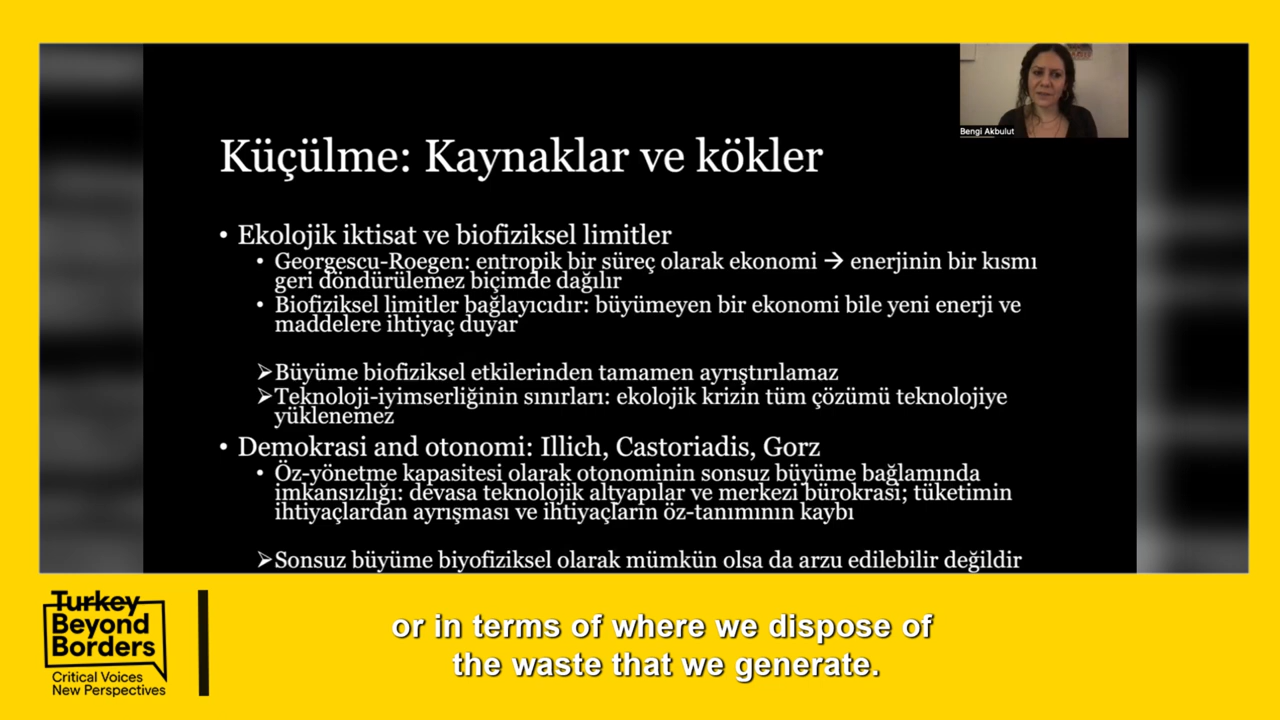 Bengi Akbulut
Küçülme: Kaynaklar ve kökler
• Ekolojik iktisat ve biofiziksel limitler
• Georgescu-Roegen: entropik bir süreç olarak ekonomi → enerjinin bir kısmı
geri döndürülemez biçimde dağılır
• Biofiziksel limitler bağlayıcıdır: büyümeyen bir ekonomi bile yeni enerji ve
maddelere ihtiyaç duyar
➢Büyüme biofiziksel etkilerinden tamamen ayrıştırılamaz
➢Teknoloji-iyimserliğinin sınırları: ekolojik krizin tüm çözümü teknolojiye
yüklenemez
• Demokrasi and otonomi: Illich, Castoriadis, Gorz
• Öz-yönetme kapasitesi olarak otonominin sonsuz büyüme bağlamında
imkansızlığı: devasa teknolojik altyapılar ve merkezi bürokrasi; tüketimin
ihtiyaçlardan ayrışması ve ihtiyaçların öz-tanımının kaybı
➢Sonsuz büyüme biyofiziksel olarak mümkün olsa da arzu edilebilir değildir
Turkey
Beyond
Borders
Critical Voices
New Perspectives
or in terms of where we dispose of
the waste that we generate.